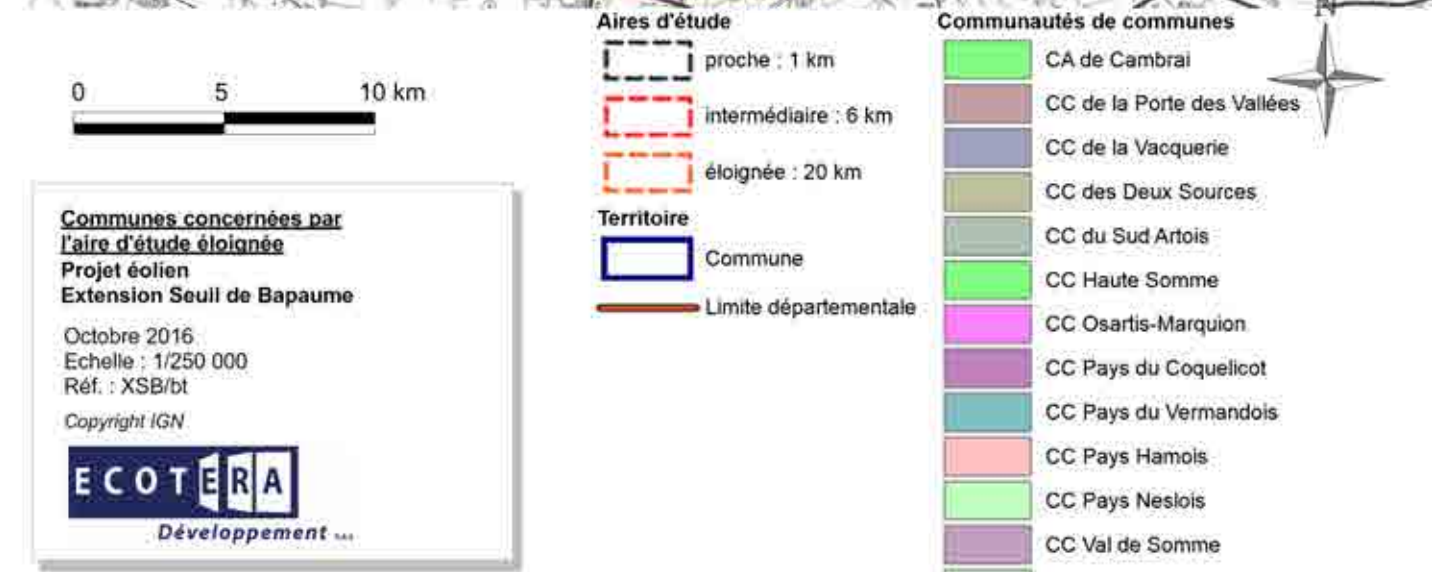 0 5 10 km
Communes concernées par
l'aire d'étude éloignée
Projet éolien
Extension Seuil de Bapaume
Octobre 2016
Echelle : 1/250 000
Réf. : XSB/bt
Copyright IGN
ECOTERA
Développement
Aires d'étude
proche : 1 km
intermédiaire : 6 km
éloignée : 20 km
Territoire
Commune
Limite départementale
Communautés de communes
CA de Cambrai
CC de la Porte des Vallées
CC de la Vacquerie
CC des Deux Sources
CC du Sud Artois
CC Haute Somme
CC Osartis-Marquion
CC Pays du Coquelicot
CC Pays du Vermandois
CC Pays Hamois
CC Pays Neslois
CC Val de Somme
N